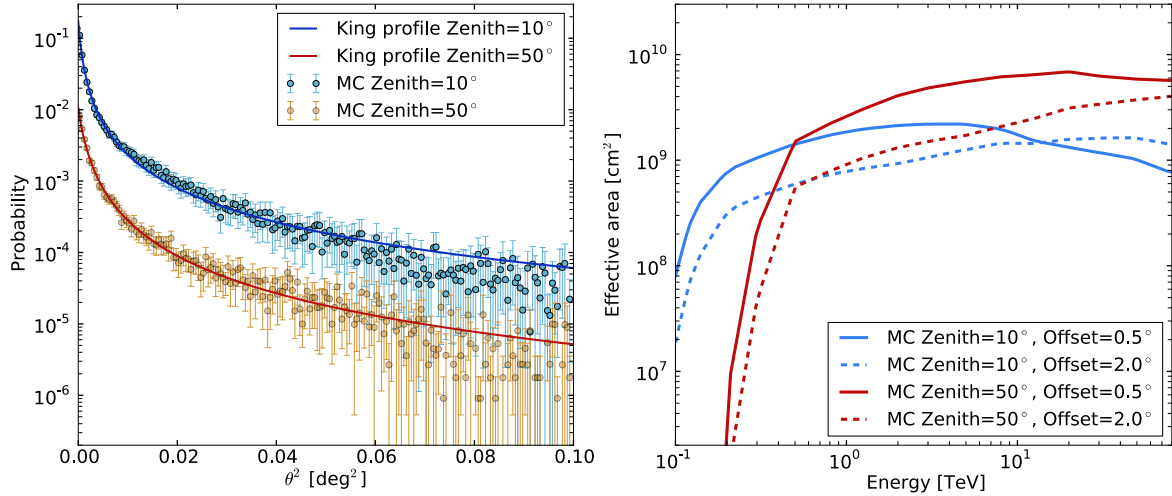 10⁻¹
10⁻²
10⁻³
10⁻⁴
10⁻⁵
10⁻⁶
Probability
King profile Zenith=10°
King profile Zenith=50°
MC Zenith=10°
MC Zenith=50°
0.00 0.02 0.04 0.06 0.08 0.10
θ² [deg²]
10¹⁰
10⁹
10⁸
10⁷
Effective area [cm²]
MC Zenith=10°, Offset=0.5°
MC Zenith=10°, Offset=2.0°
MC Zenith=50°, Offset=0.5°
MC Zenith=50°, Offset=2.0°
10⁻¹ 10⁰ 10¹
Energy [TeV]